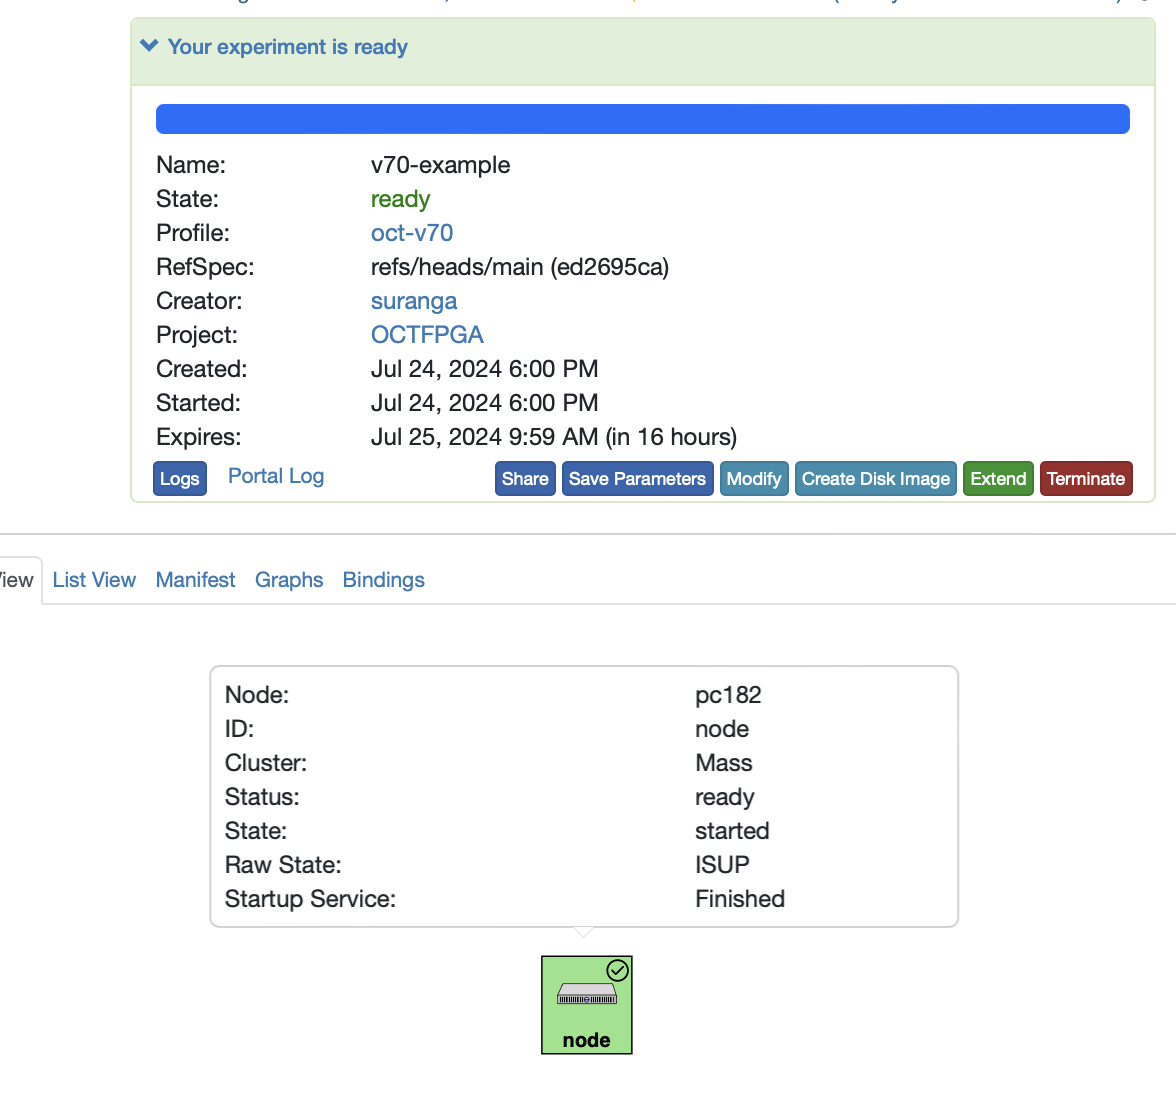 Your experiment is ready
Name: v70-example
State: ready
Profile: oct-v70
RefSpec: refs/heads/main (ed2695ca)
Creator: suranga
Project: OCTFPGA
Created: Jul 24, 2024 6:00 PM
Started: Jul 24, 2024 6:00 PM
Expires: Jul 25, 2024 9:59 AM (in 16 hours)
Logs Portal Log Share Save Parameters Modify Create Disk Image Extend Terminate
iew List View Manifest Graphs Bindings
Node: pc182
ID: node
Cluster: Mass
Status: ready
State: started
Raw State: ISUP
Startup Service: Finished
node